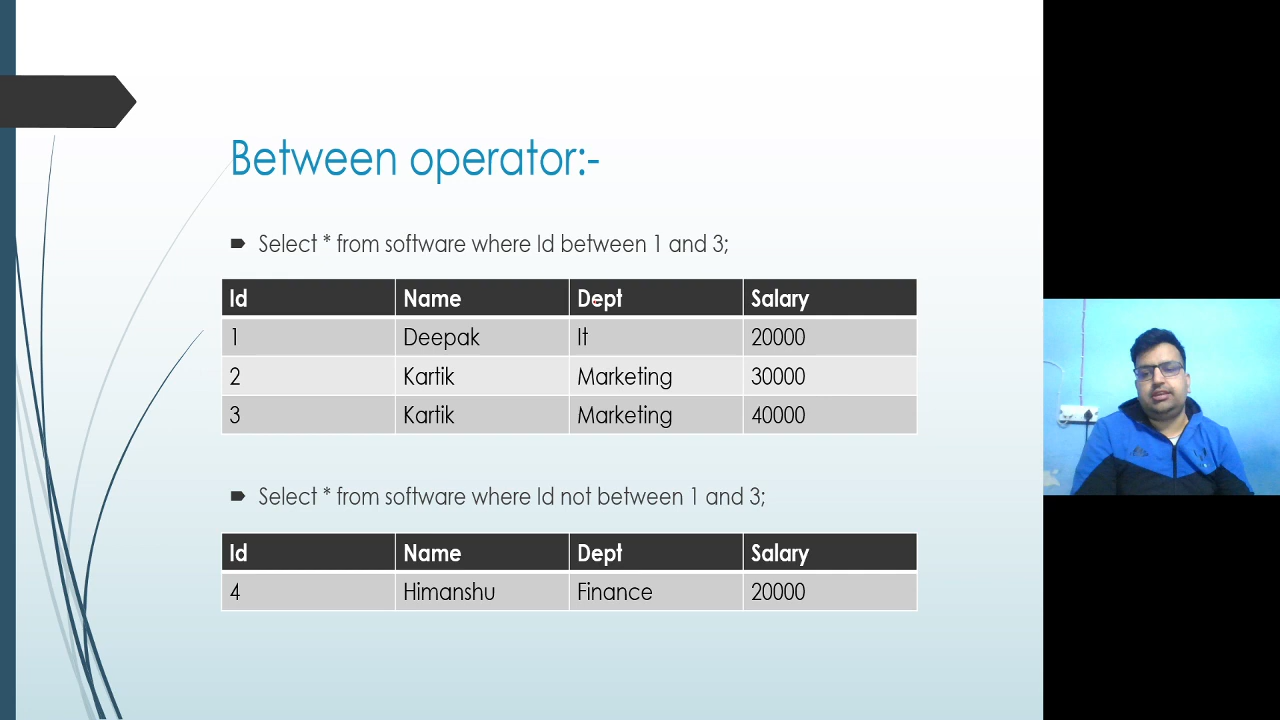 Between operator:-
Select * from software where Id between 1 and 3;
Id Name Dept Salary
1 Deepak It 20000
2 Kartik Marketing 30000
3 Kartik Marketing 40000
Select * from software where Id not between 1 and 3;
Id Name Dept Salary
4 Himanshu Finance 20000